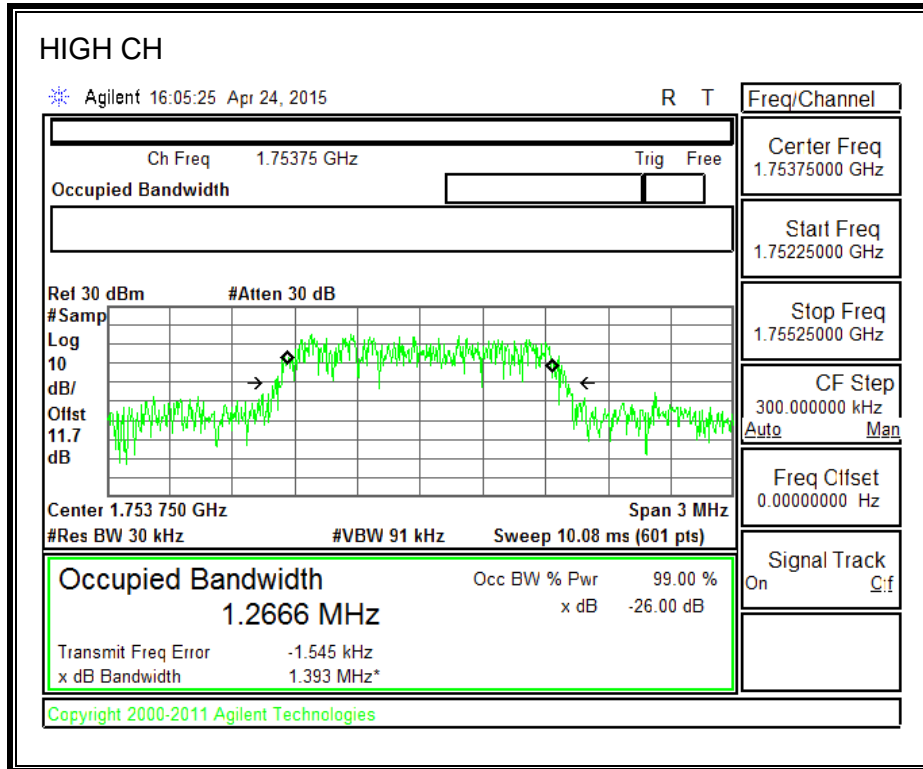 HIGH CH
Agilent 16:05:25 Apr 24, 2015 R T
Freq/Channel
Ch Freq 1.75375 GHz Trig Free
Occupied Bandwidth
Center Freq
1.75375000 GHz
Start Freq
1.75225000 GHz
Stop Freq
1.75525000 GHz
CF Step
300.000000 kHz
Auto Man
Freq Offset
0.00000000 Hz
Signal Track
On Off
Ref 30 dBm #Atten 30 dB
#Samp
Log
10
dB/
Offst
11.7
dB
Center 1.753 750 GHz Span 3 MHz
#Res BW 30 kHz #VBW 91 kHz Sweep 10.08 ms (601 pts)
Occupied Bandwidth
1.2666 MHz
Occ BW % Pwr 99.00 %
x dB -26.00 dB
Transmit Freq Error -1.545 kHz
x dB Bandwidth 1.393 MHz*
Copyright 2000-2011 Agilent Technologies